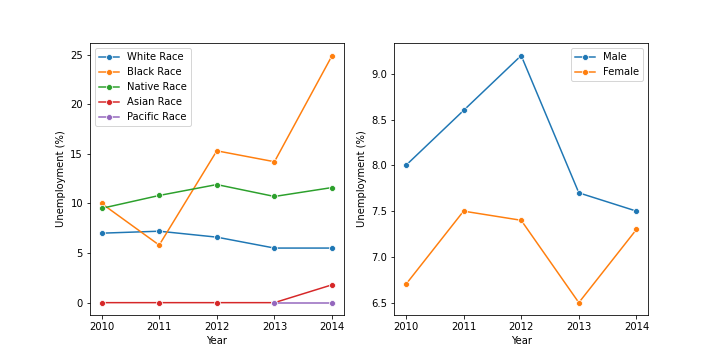 White Race
Black Race
Native Race
Asian Race
Pacific Race
Unemployment (%)
25
20
15
10
5
0
2010 2011 2012 2013 2014
Year
Male
Female
Unemployment (%)
9.0
8.5
8.0
7.5
7.0
6.5
2010 2011 2012 2013 2014
Year